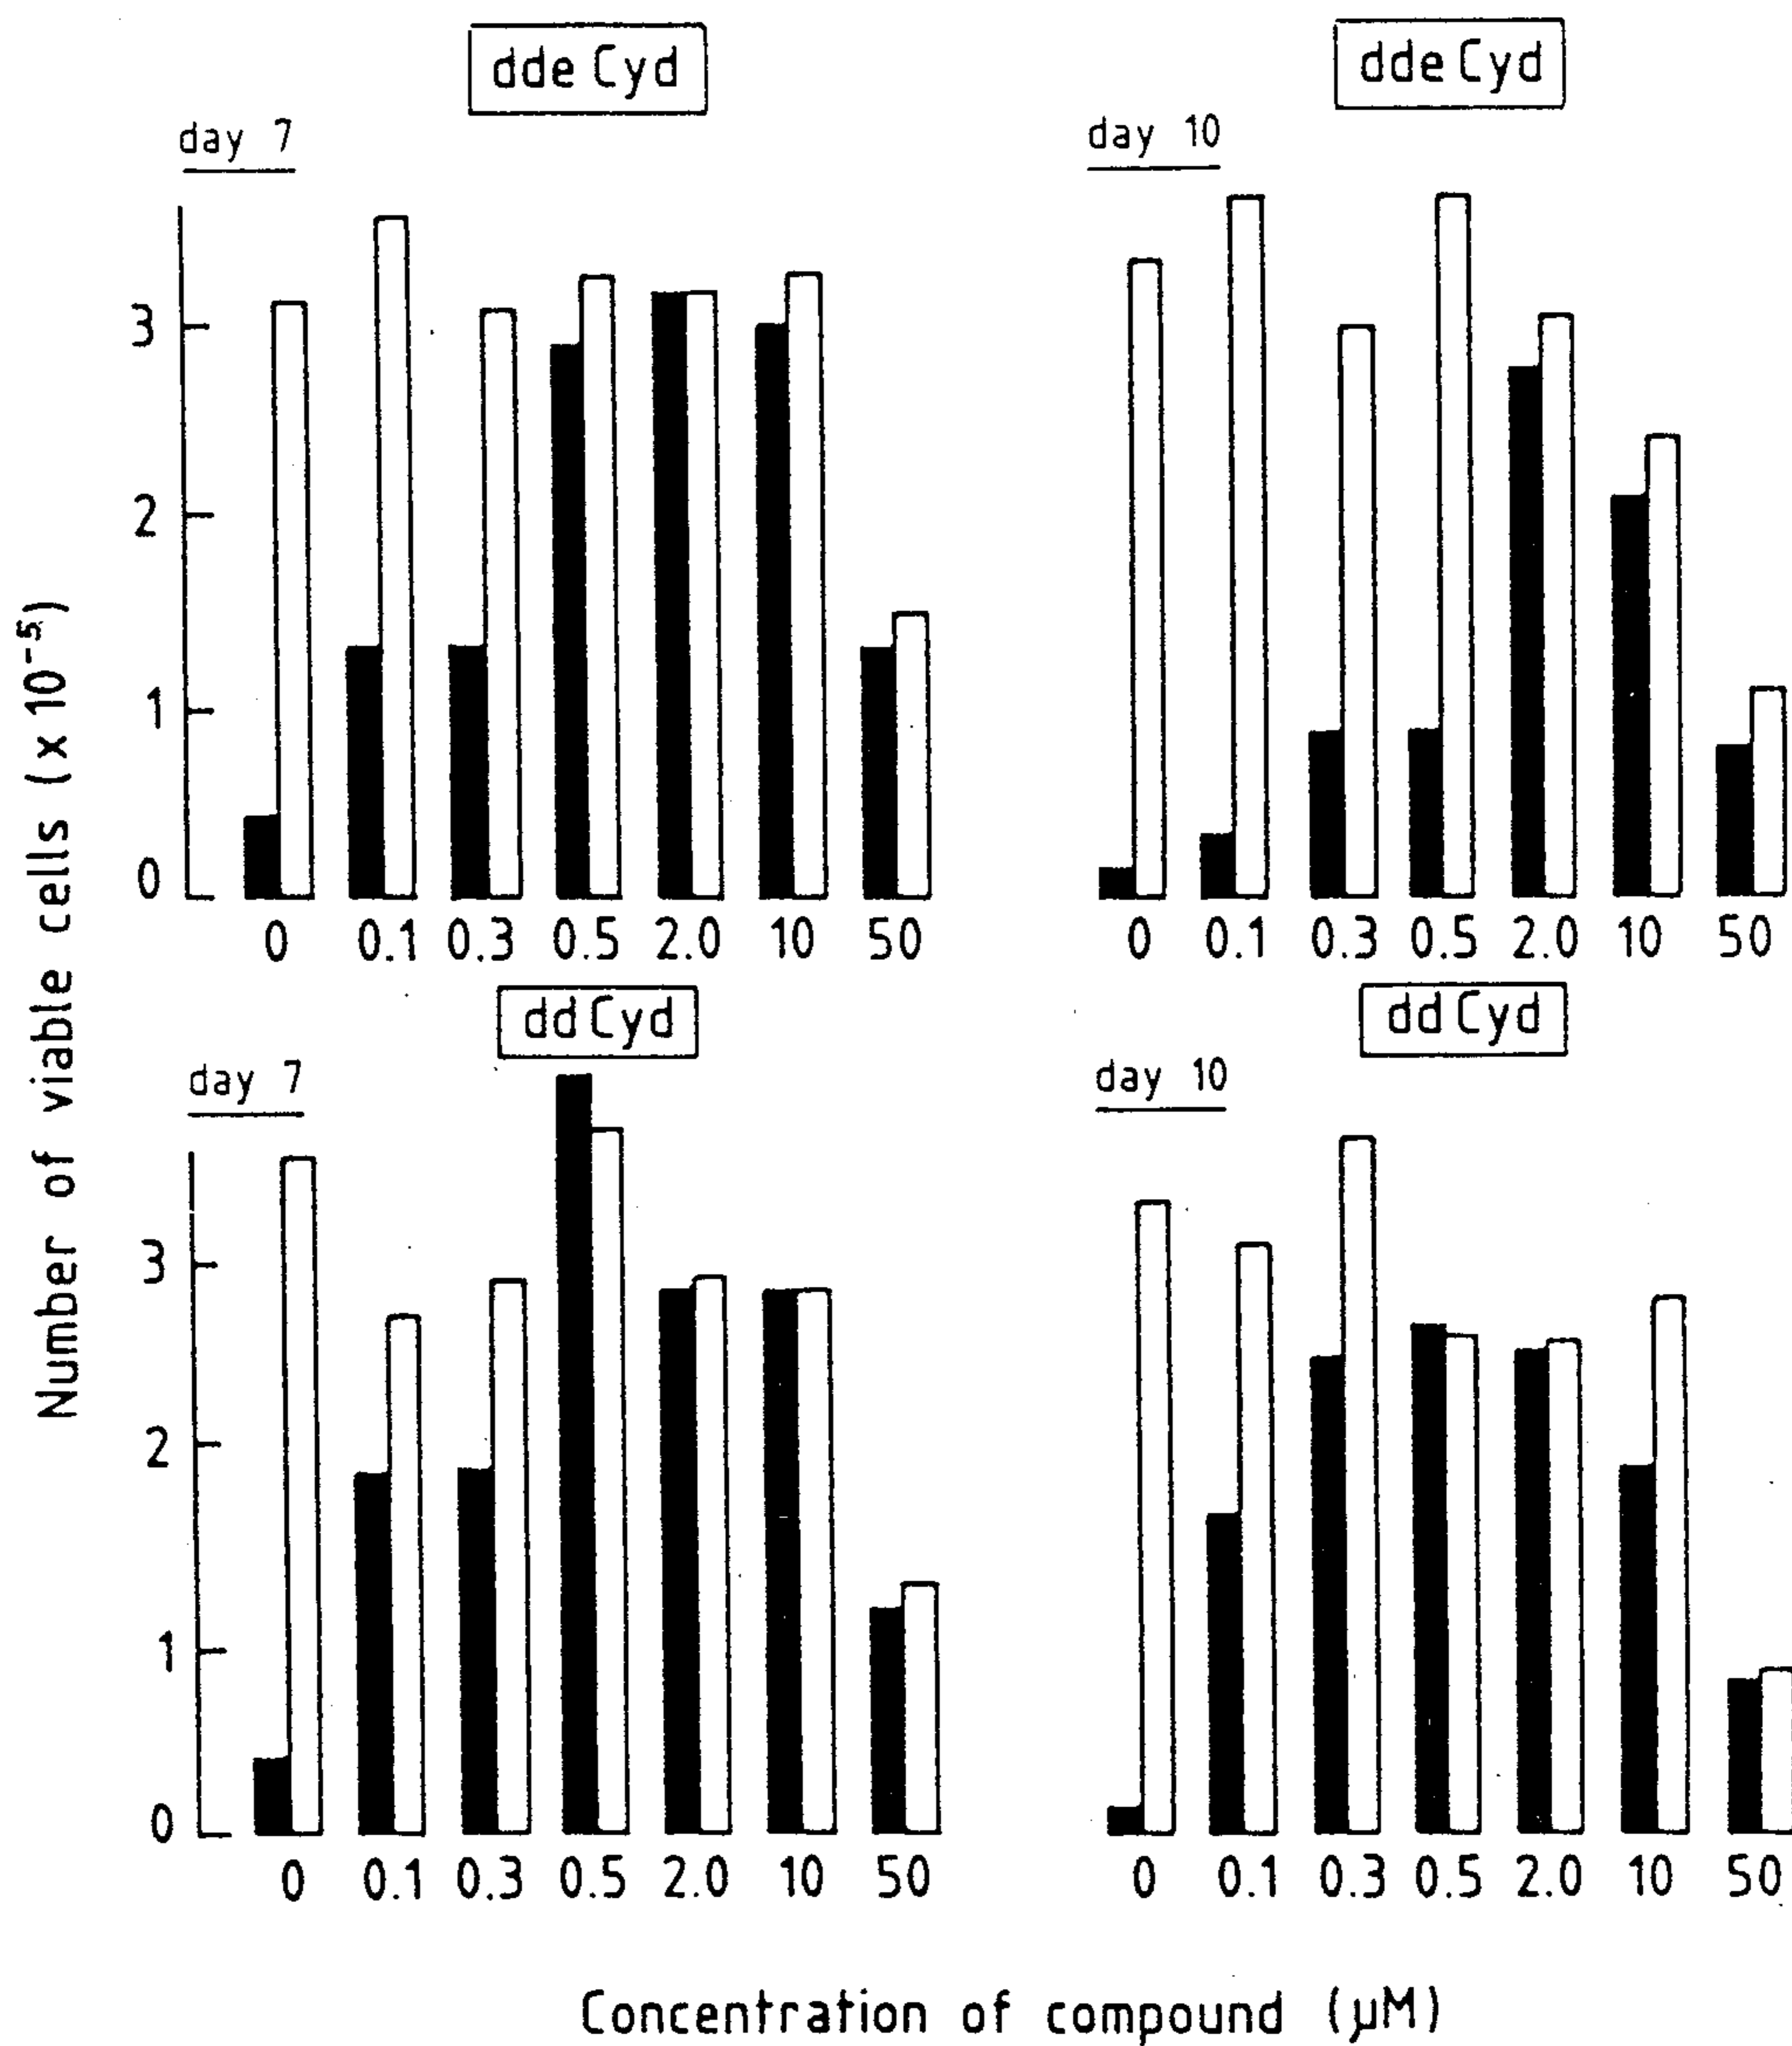 dde Cyd
dde Cyd
day 7
day 10
3
2
1
0
0 0.1 0.3 0.5 2.0 10 50
0 0.1 0.3 0.5 2.0 10 50
dd Cyd
dd Cyd
day 7
day 10
3
2
1
0
0 0.1 0.3 0.5 2.0 10 50
0 0.1 0.3 0.5 2.0 10 50
Number of viable cells (x 10⁻⁵)
Concentration of compound (µM)